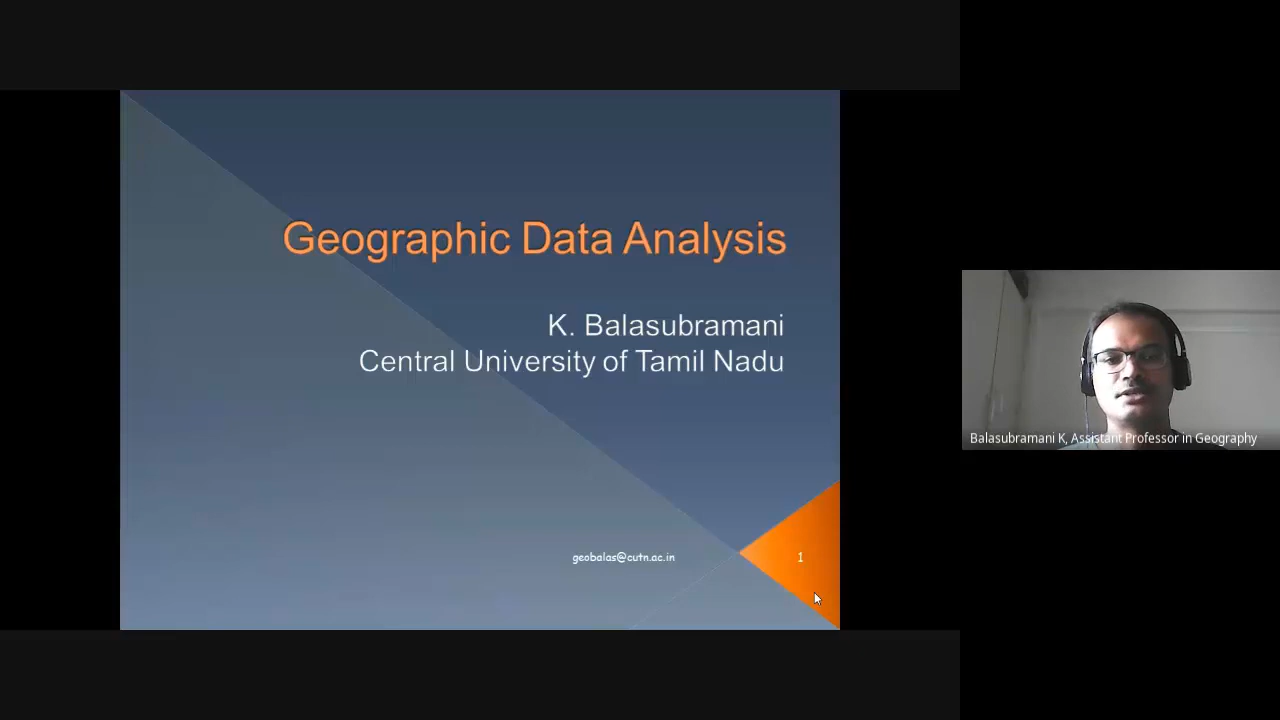 Geographic Data Analysis
K. Balasubramani
Central University of Tamil Nadu
geobalas@cutn.ac.in
1
Balasubramani K, Assistant Professor in Geography